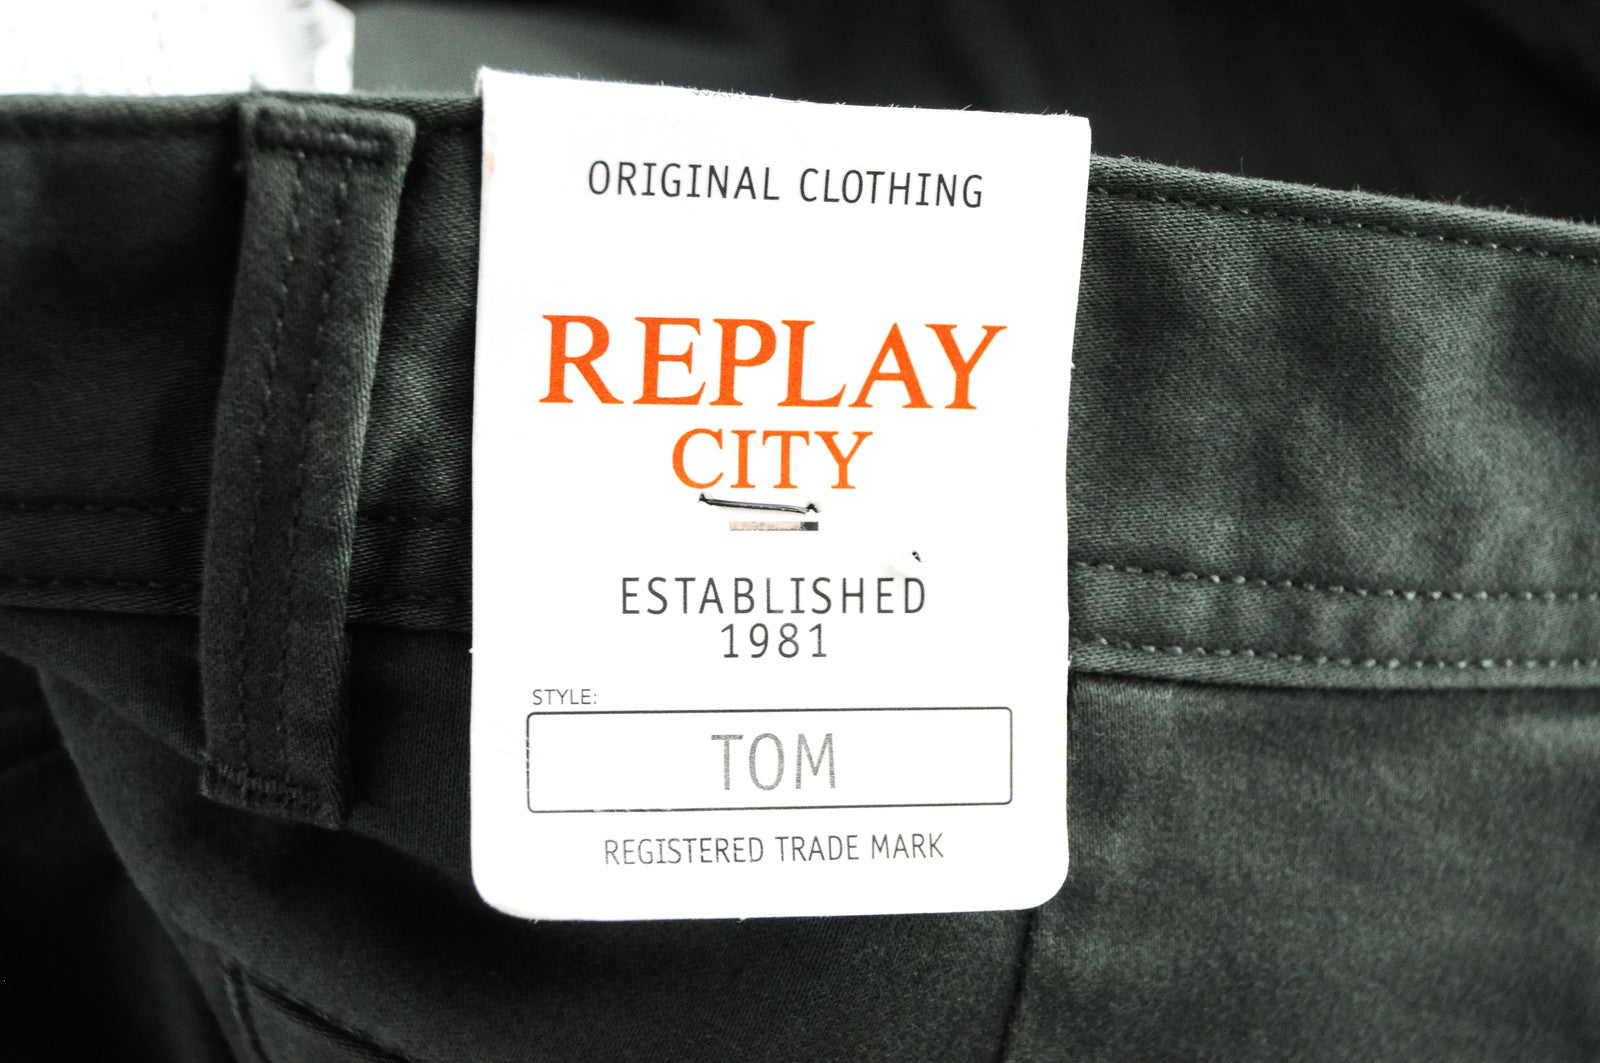 ORIGINAL CLOTHING
REPLAY
CITY
ESTABLISHED
1981
STYLE:
TOM
REGISTERED TRADE MARK